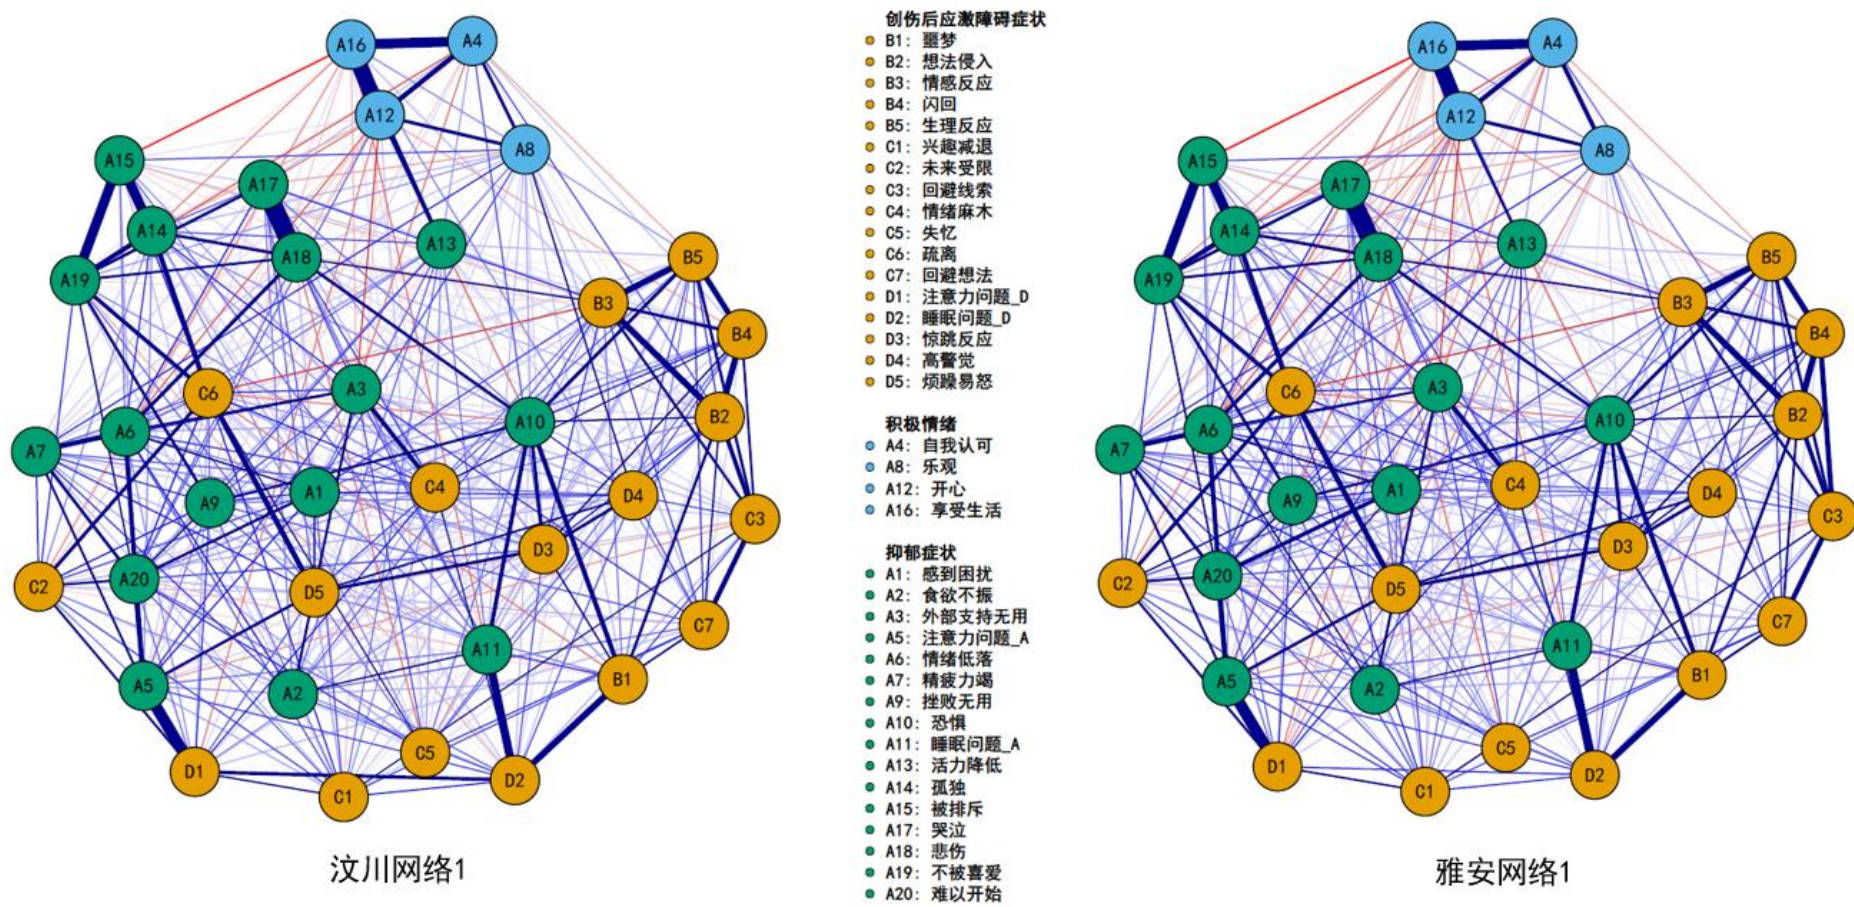 A16
A4
A12
A8
A15
A17
A14
A18
A13
A19
B5
B3
B4
C6
A3
A10
B2
A6
A7
A9
A1
C4
D4
C3
D3
C2
A20
D5
C7
A11
B1
A5
A2
C5
D1
C1
D2
汶川网络1
创伤后应激障碍症状
B1: 噩梦
B2: 想法侵入
B3: 情感反应
B4: 闪回
B5: 生理反应
C1: 兴趣减退
C2: 未来受限
C3: 回避线索
C4: 情绪麻木
C5: 失忆
C6: 疏离
C7: 回避想法
D1: 注意力问题_D
D2: 睡眠问题_D
D3: 惊跳反应
D4: 高警觉
D5: 烦躁易怒
积极情绪
A4: 自我认可
A8: 乐观
A12: 开心
A16: 享受生活
抑郁症状
A1: 感到困扰
A2: 食欲不振
A3: 外部支持无用
A5: 注意力问题_A
A6: 情绪低落
A7: 精疲力竭
A9: 挫败无用
A10: 恐惧
A11: 睡眠问题_A
A13: 活力降低
A14: 孤独
A15: 被排斥
A17: 哭泣
A18: 悲伤
A19: 不被喜爱
A20: 难以开始
A16
A4
A12
A8
A15
A17
A14
A18
A13
A19
B5
B3
B4
C6
A3
A10
B2
A6
A7
A9
A1
C4
D4
C3
D3
C2
A20
D5
C7
A11
B1
A5
A2
C5
D1
C1
D2
雅安网络1